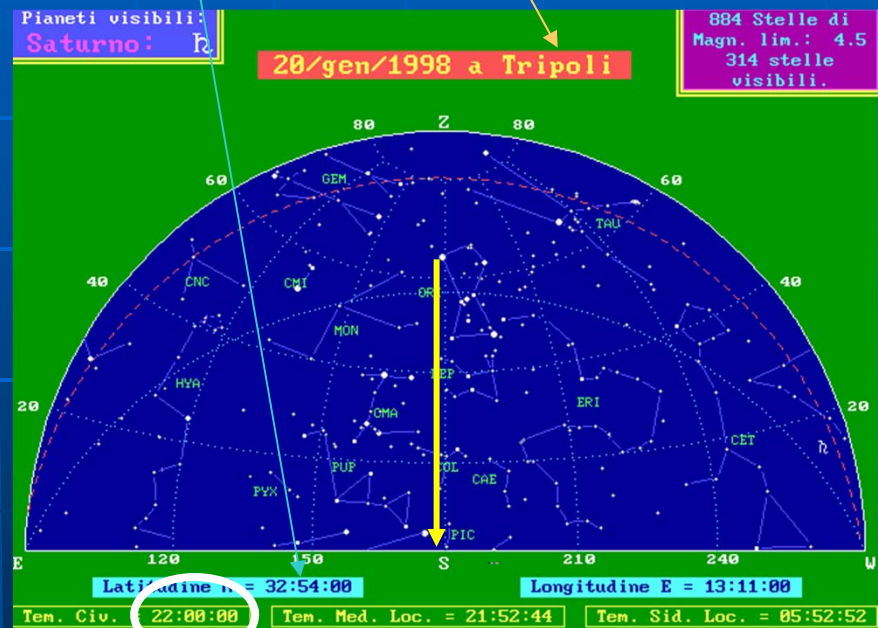 Pianeti visibili:
Saturno: ♄
20/gen/1998 a Tripoli
884 Stelle di
Magn. lim.: 4.5
314 stelle
visibili.
80 Z 80
60 GEM 60
TAU
40 CNC CMI 40
MON
HYA
20 CMA ERI 20
CET
♄
PUP CAE
PYX
PIC
E 120 150 S 210 240 W
Latitudine = 32:54:00 Longitudine E = 13:11:00
Tem. Civ. 22:00:00 Tem. Med. Loc. = 21:52:44 Tem. Sid. Loc. = 05:52:52